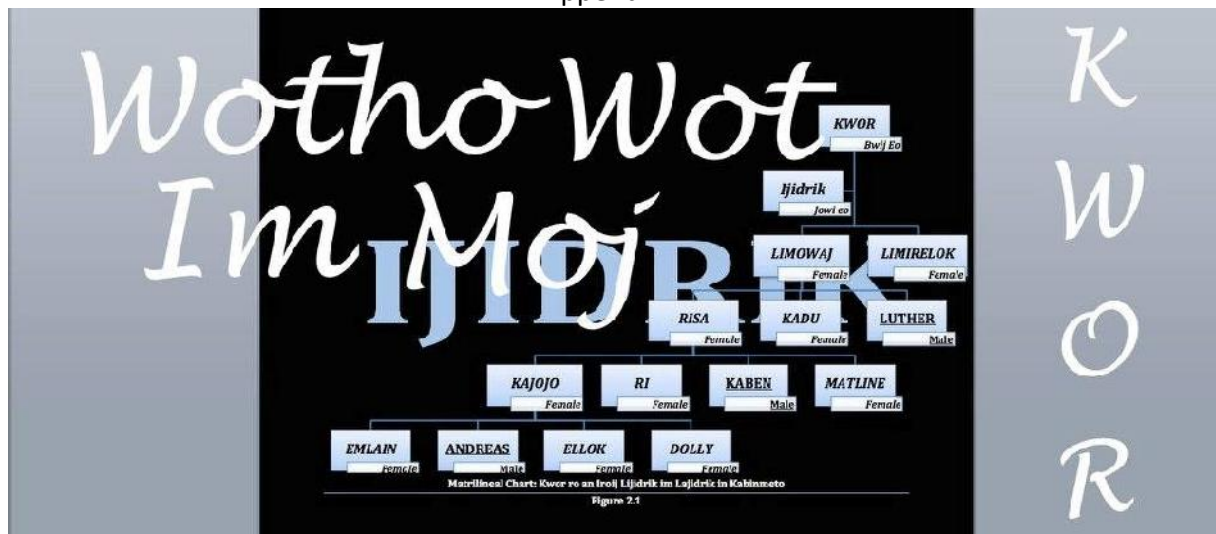 Wotho Wot
Im Moj
IJIDRIK
K
W
O
R
KWOR
Bwij Eo
Ijidrik
Jowi eo
LIMOWAJ
Female
LIMIRELOK
Female
RISA
Female
KADU
Female
LUTHER
Male
KAJOJO
Female
RI
Female
KABEN
Male
MATLINE
Female
EMLAIN
Female
ANDREAS
Male
ELLOK
Female
DOLLY
Female
Matrilineal Chart: Kwor ro an Iroij Lijidrik im Lajidrik in Kabinmeto
Figure 2.1